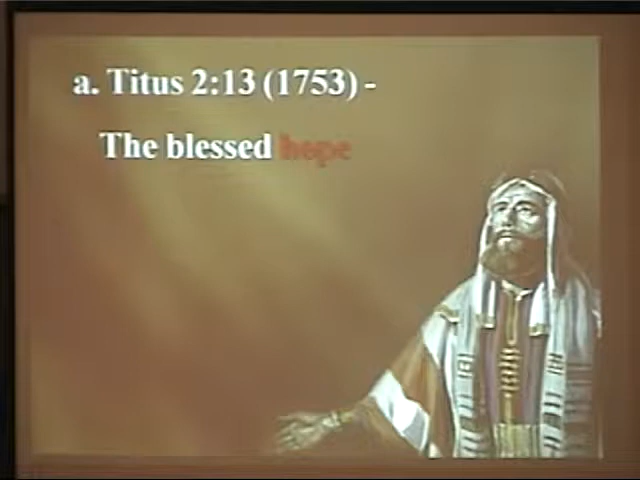 a. Titus 2:13 (1753) -
The blessed hope